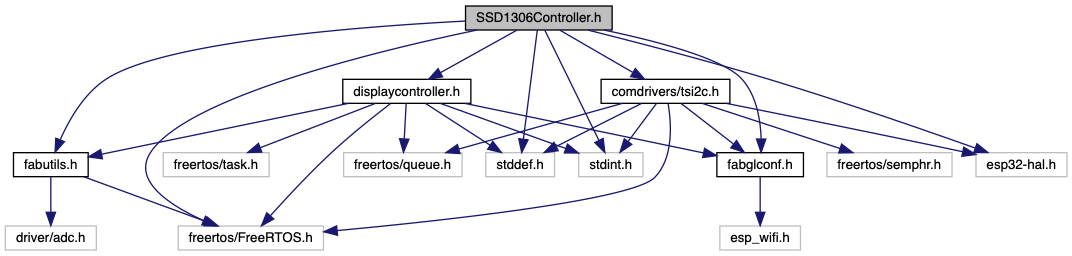 SSD1306Controller.h
displaycontroller.h
comdrivers/tsi2c.h
fabutils.h
freertos/task.h
freertos/queue.h
stddef.h
stdint.h
fabglconf.h
freertos/semphr.h
esp32-hal.h
driver/adc.h
freertos/FreeRTOS.h
esp_wifi.h